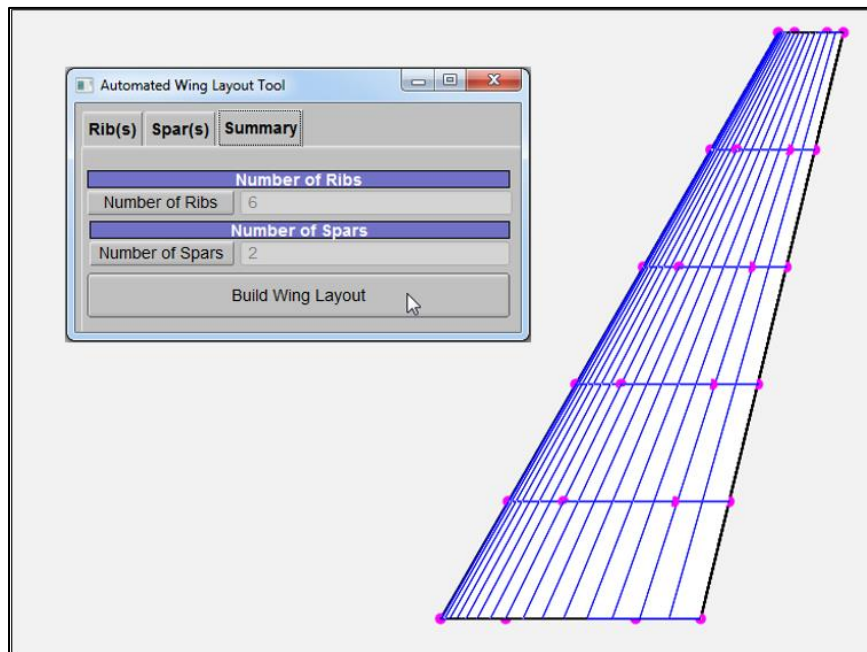 Automated Wing Layout Tool
Rib(s) Spar(s) Summary
Number of Ribs
Number of Ribs 6
Number of Spars
Number of Spars 2
Build Wing Layout